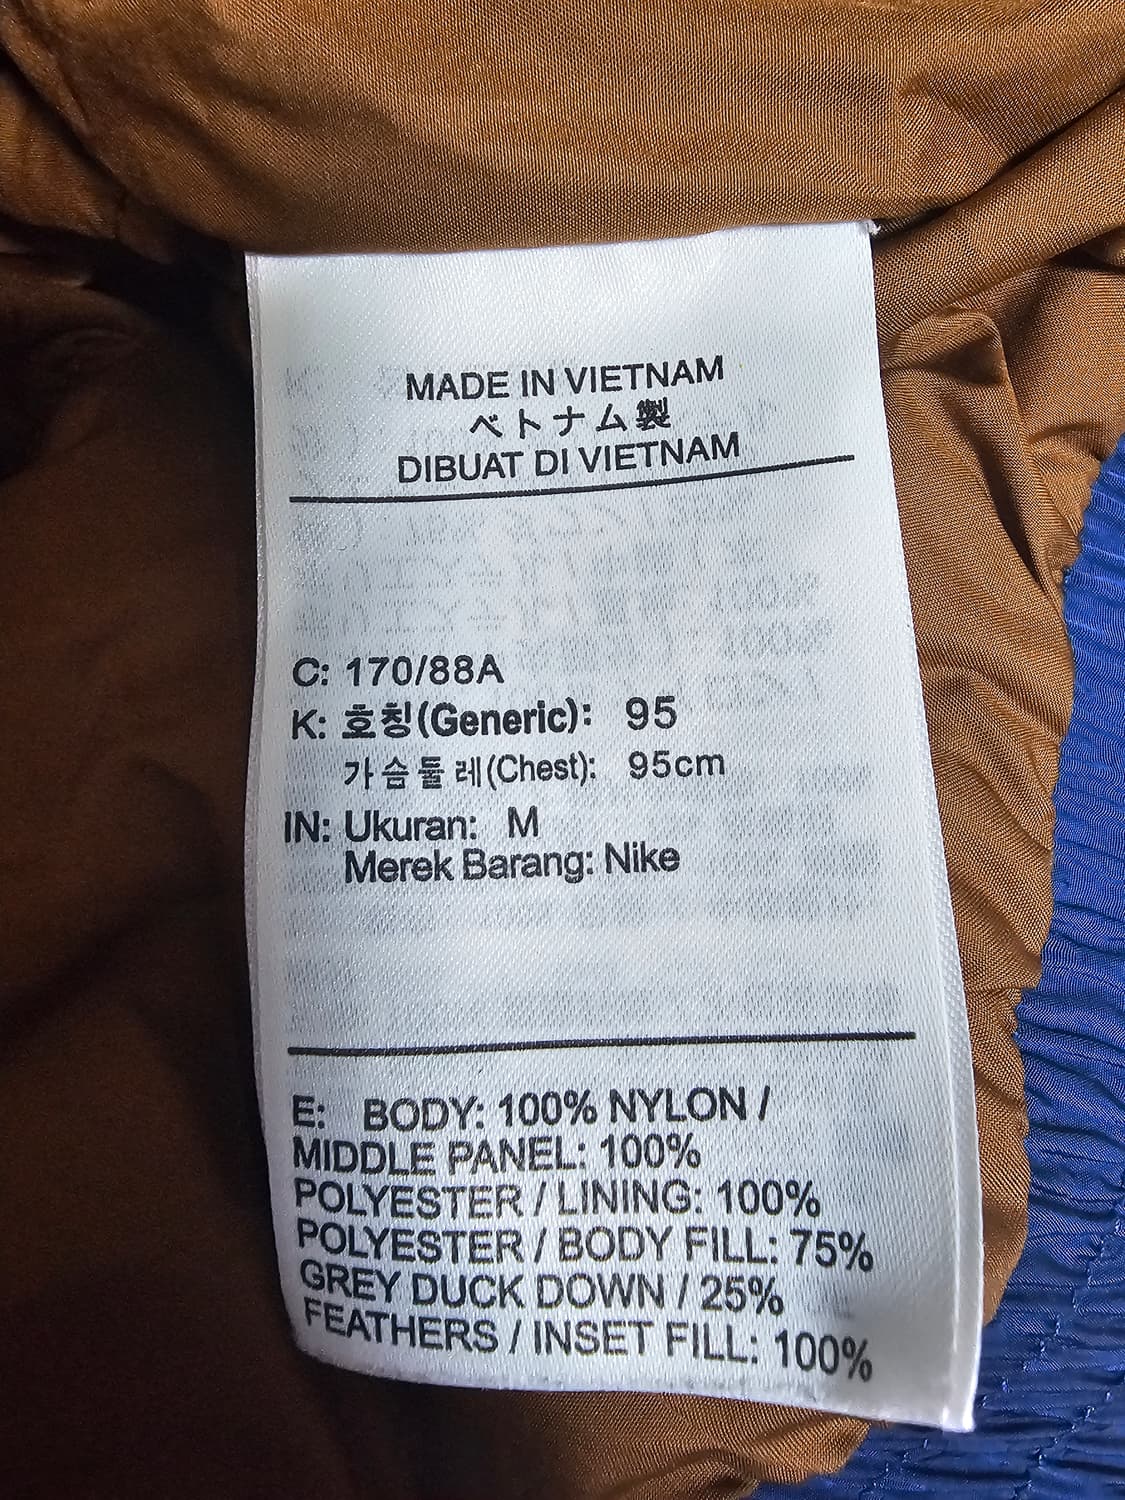 MADE IN VIETNAM
ベトナム製
DIBUAT DI VIETNAM
C: 170/88A
K: 호칭(Generic): 95
가슴둘레(Chest): 95cm
IN: Ukuran: M
Merek Barang: Nike
E: BODY: 100% NYLON /
MIDDLE PANEL: 100%
POLYESTER / LINING: 100%
POLYESTER / BODY FILL: 75%
GREY DUCK DOWN / 25%
FEATHERS / INSET FILL: 100%